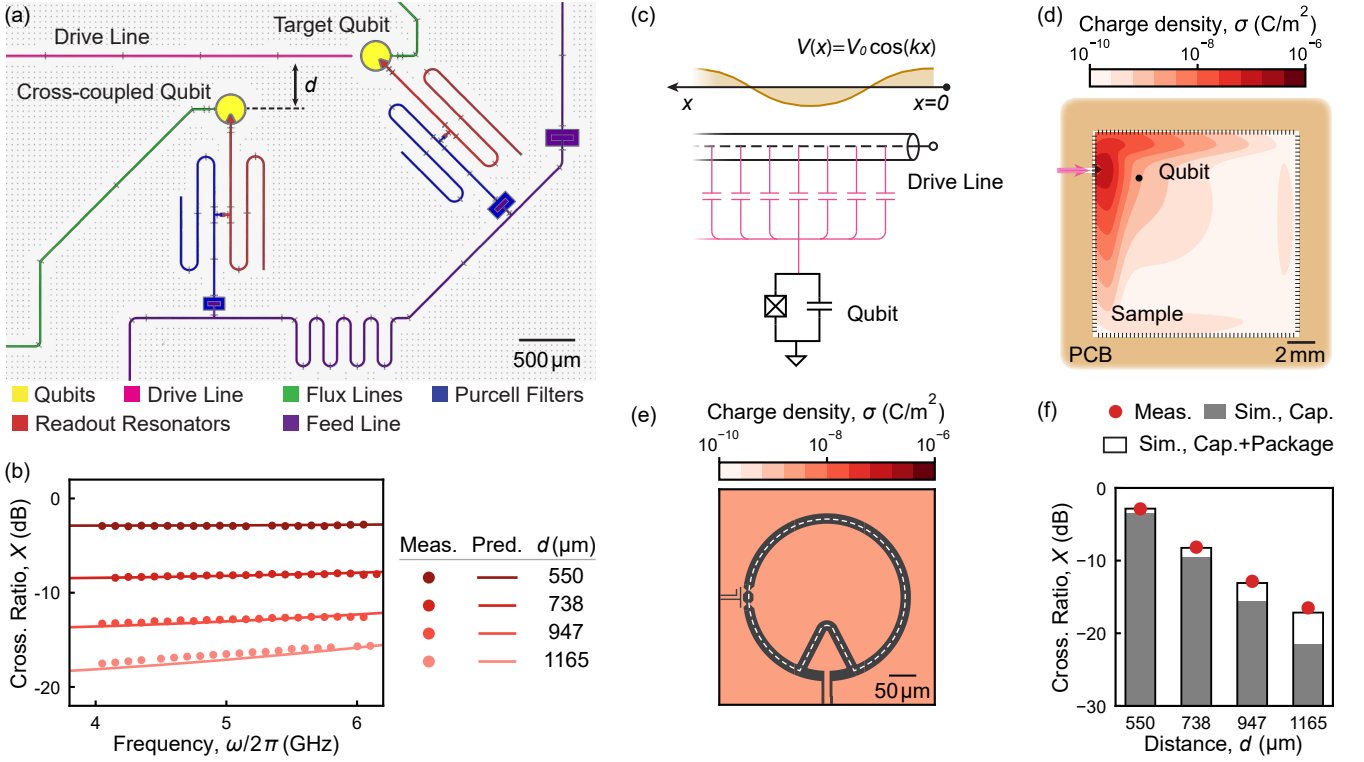 (a)
Target Qubit
Drive Line
d
Cross-coupled Qubit
500 μm
Qubits
Drive Line
Flux Lines
Purcell Filters
Readout Resonators
Feed Line
(b)
0
−10
−20
Cross. Ratio, X (dB)
4
5
6
Frequency, ω/2π (GHz)
Meas. Pred. d (μm)
550
738
947
1165
(c)
V(x)=V₀ cos(kx)
x
x=0
Drive Line
Qubit
(d)
Charge density, σ (C/m²)
10⁻¹⁰
10⁻⁸
10⁻⁶
Qubit
Sample
PCB
2 mm
(e)
Charge density, σ (C/m²)
10⁻¹⁰
10⁻⁸
10⁻⁶
50 μm
(f)
Meas.
Sim., Cap.
Sim., Cap.+Package
0
−10
−20
−30
Cross. Ratio, X (dB)
550
738
947
1165
Distance, d (μm)